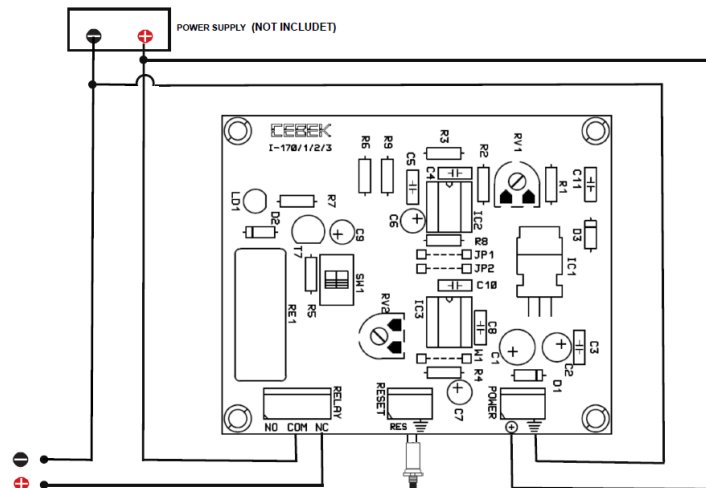 POWER SUPPLY (NOT INCLUDET)
CEBEK
I-170/1/2/3
R6
R9
C5
R3
C4
R2
RV1
R1
C11
LD1
R7
D2
T7
C9
C6
IC2
R8
JP1
JP2
C10
IC1
D3
R5
SW1
RE1
RV2
IC3
C8
W1
R4
C7
C1
C2
C3
D1
RELAY
NO COM NC
RESET
RES
POWER